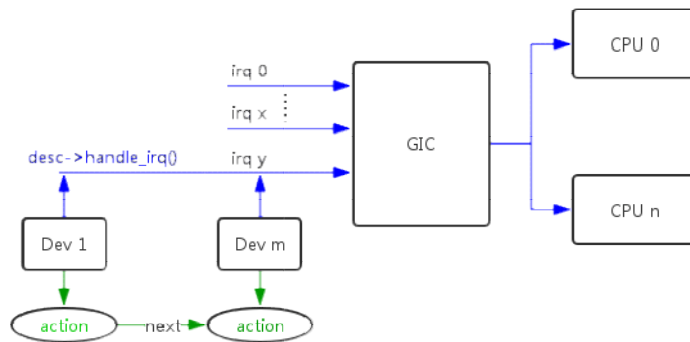 CPU 0
irq 0
irq x
GIC
desc->handle_irq()
irq y
CPU n
Dev 1
Dev m
action
next
action